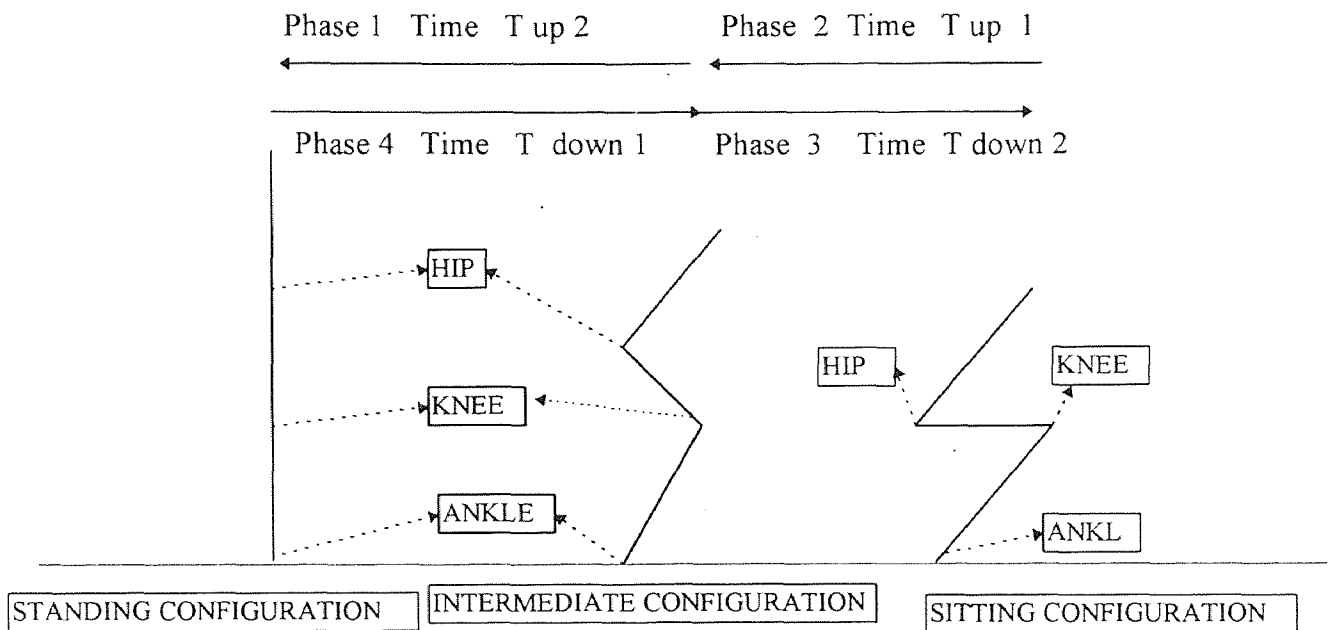 Phase 1 Time T up 2 Phase 2 Time T up 1
Phase 4 Time T down 1 Phase 3 Time T down 2
HIP
HIP KNEE
KNEE
ANKLE
ANKL
STANDING CONFIGURATION INTERMEDIATE CONFIGURATION SITTING CONFIGURATION